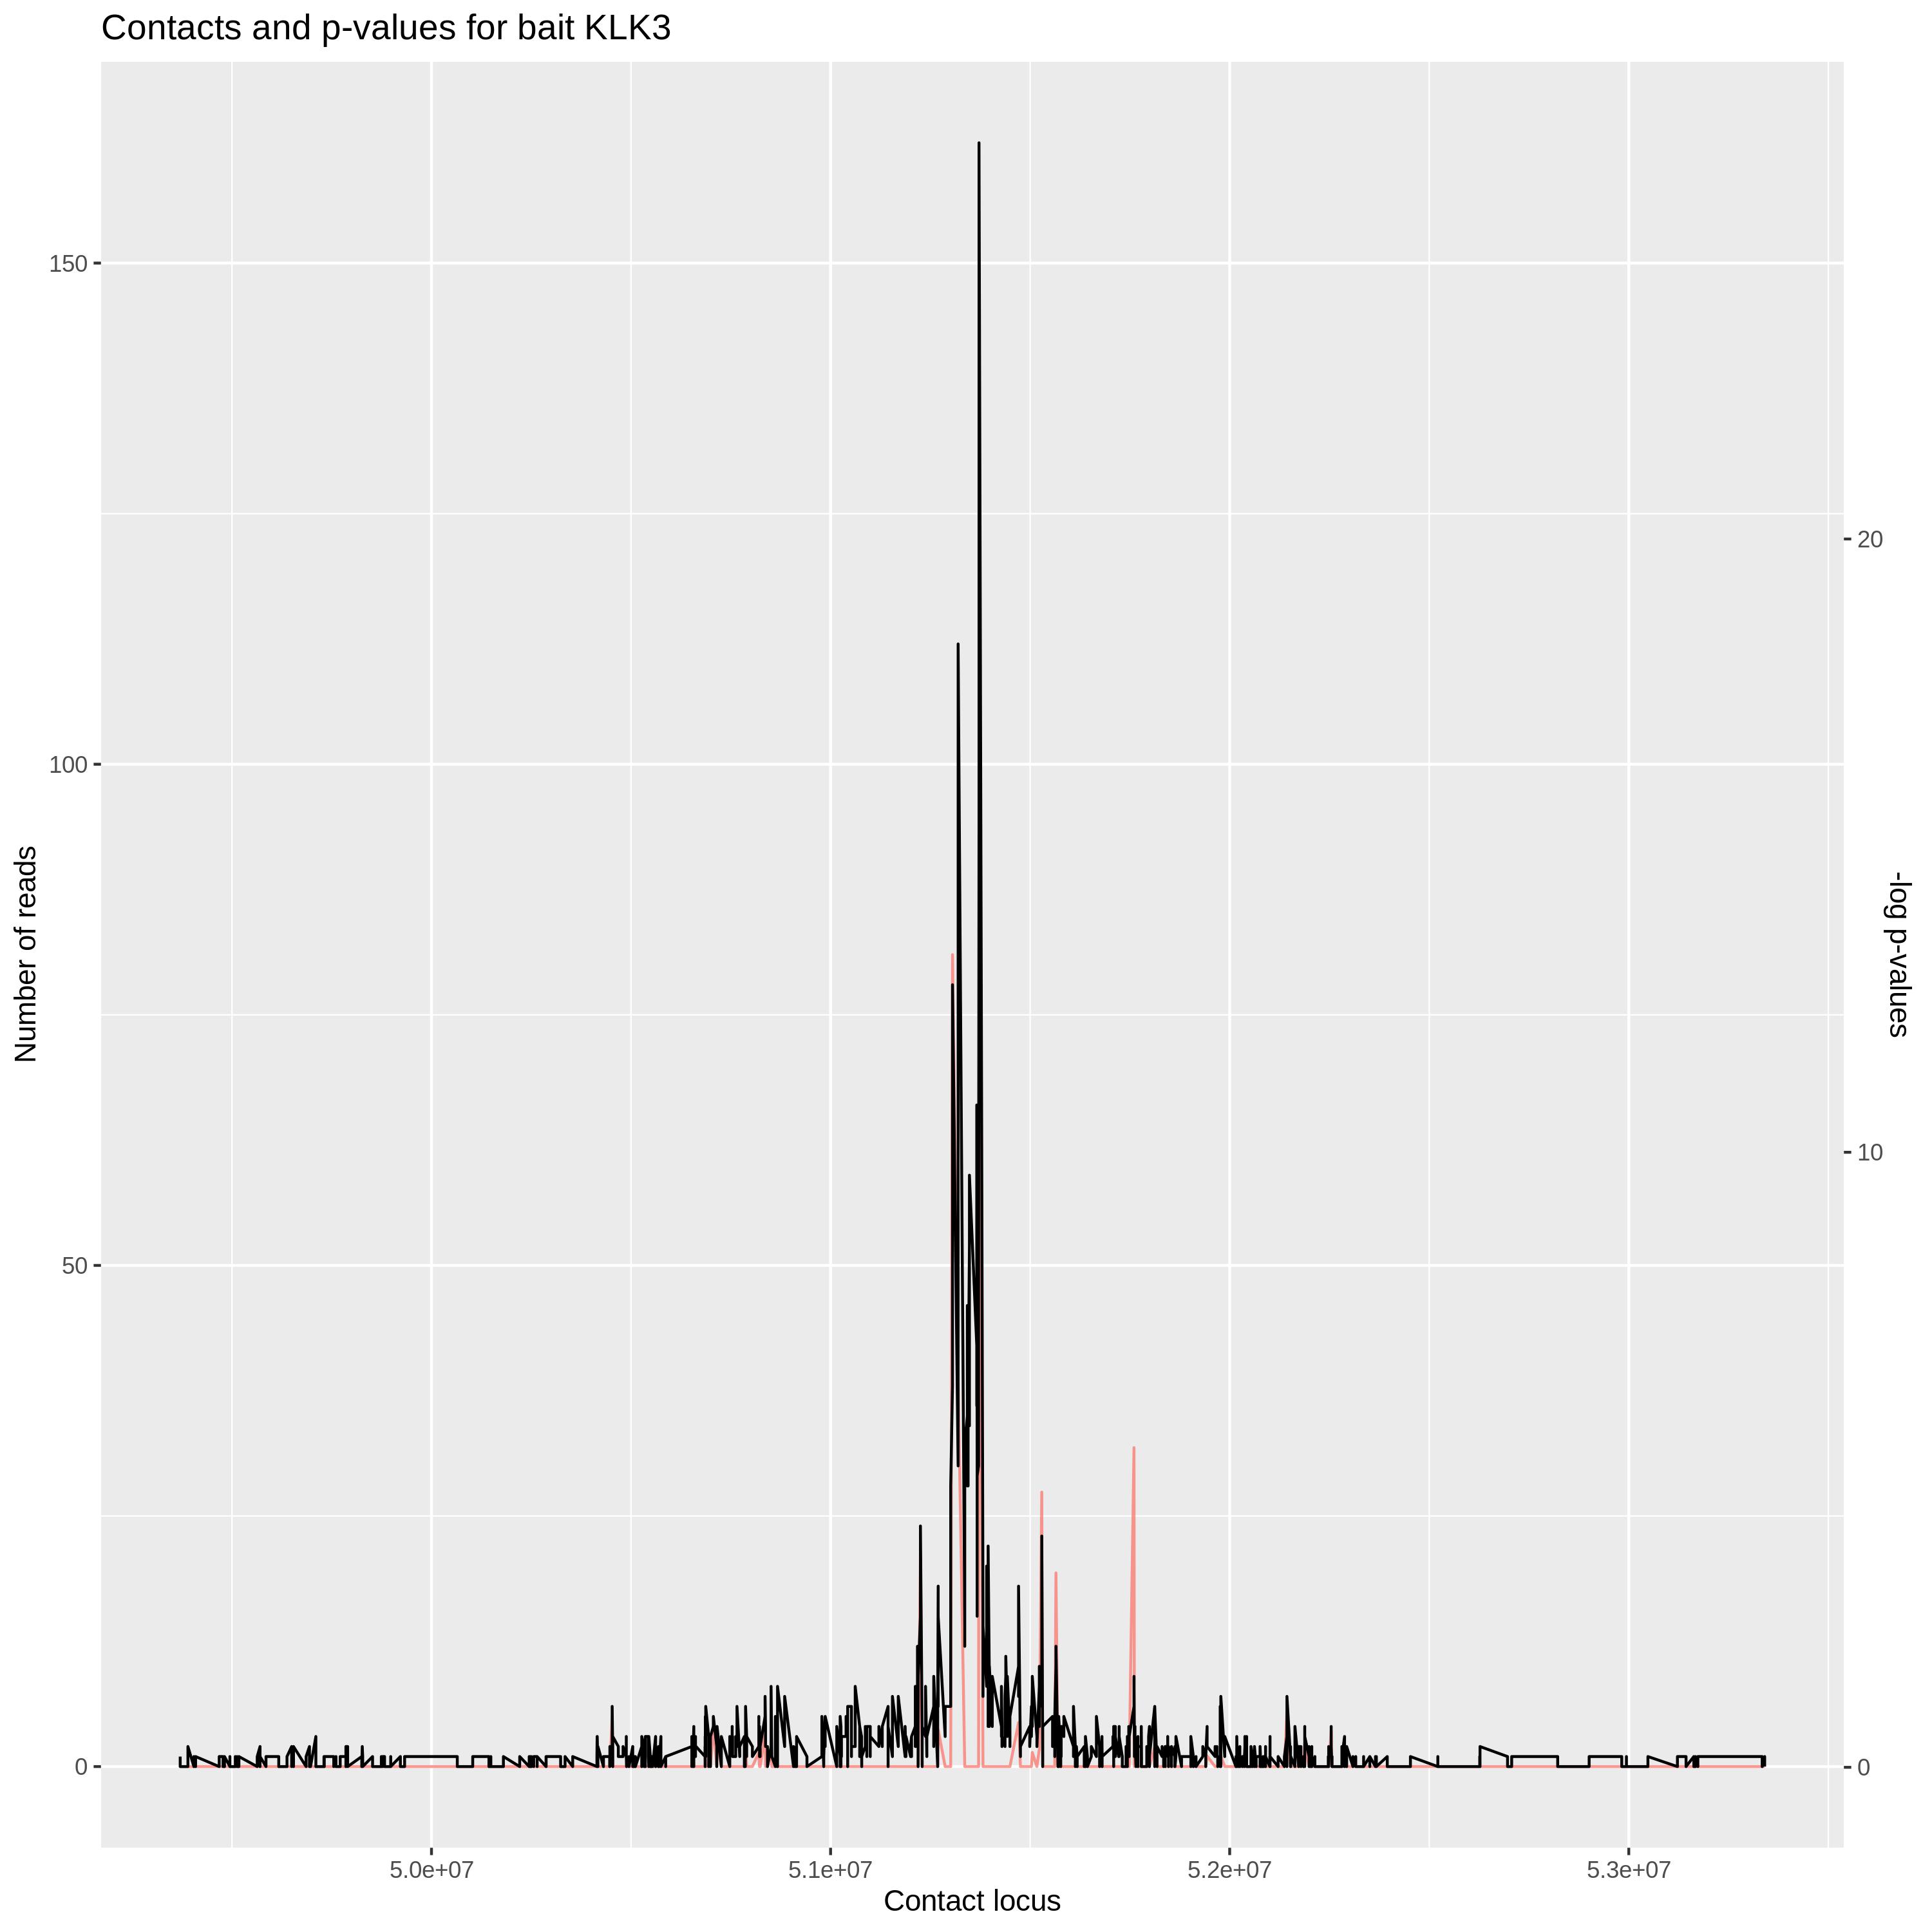 Contacts and p-values for bait KLK3
150
100
50
0
Number of reads
20
10
0
-log p-values
5.0e+07 5.1e+07 5.2e+07 5.3e+07
Contact locus